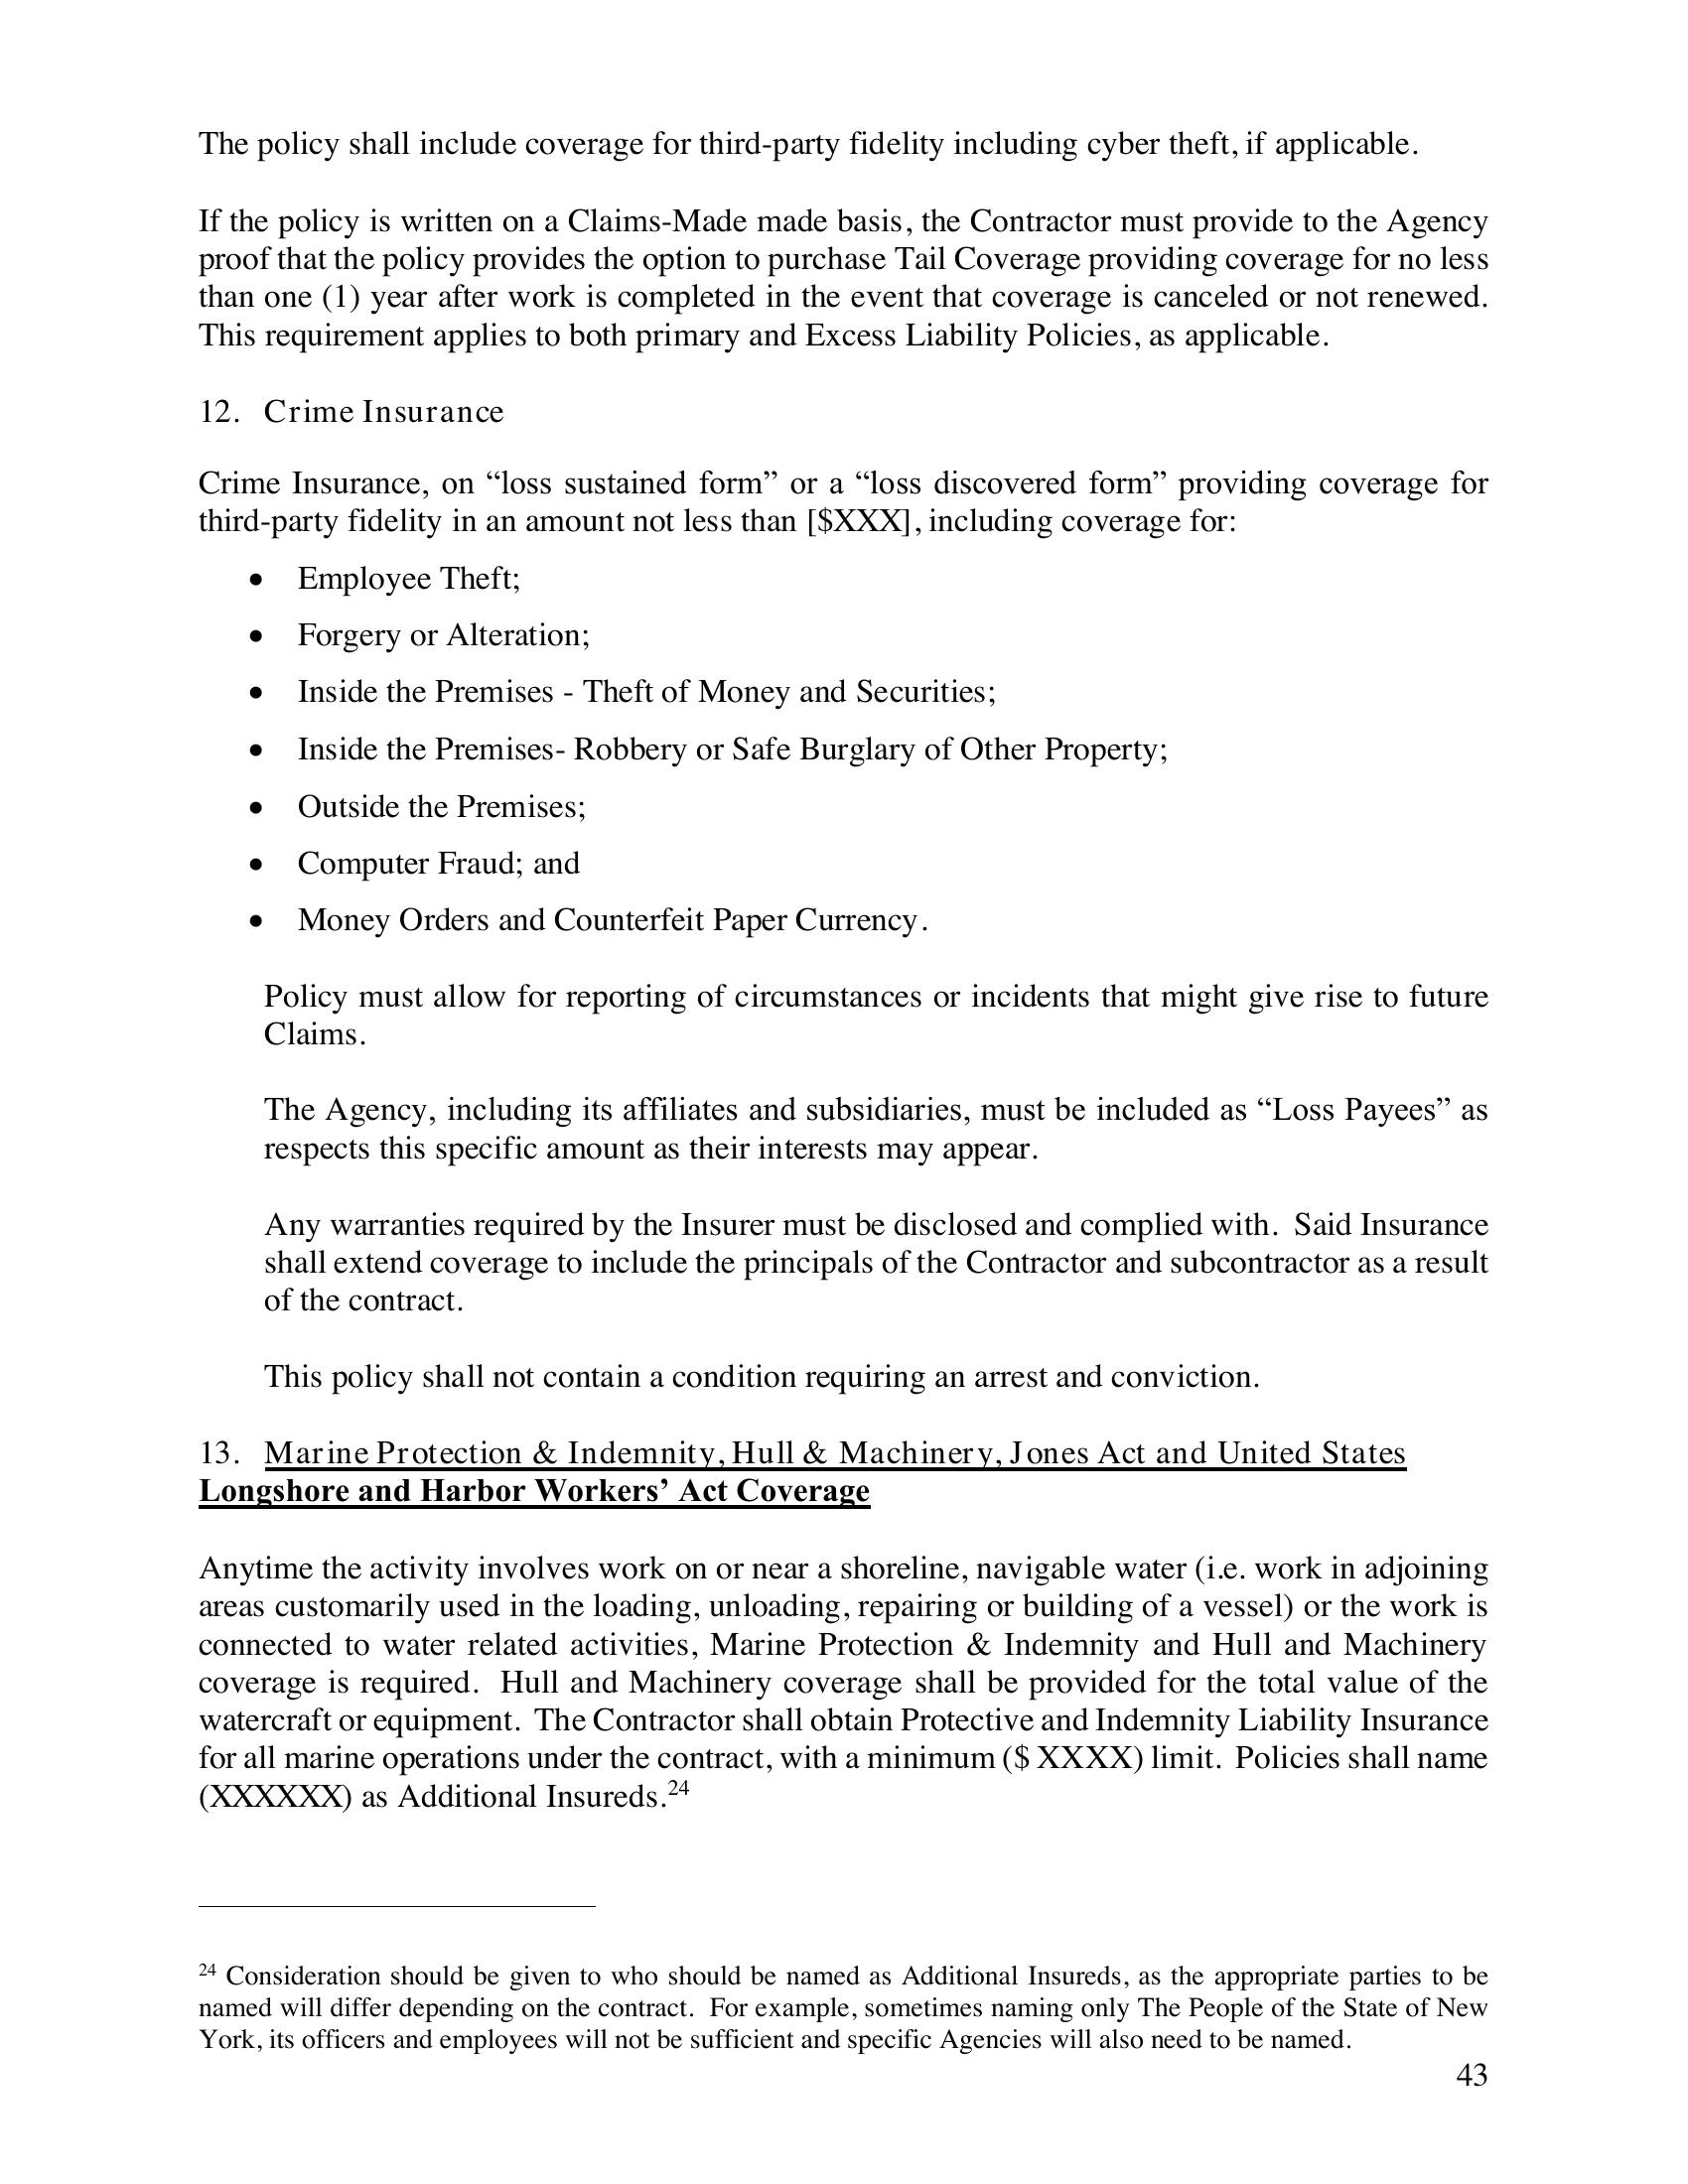 The policy shall include coverage for third-party fidelity including cyber theft, if applicable.
If the policy is written on a Claims-Made made basis, the Contractor must provide to the Agency
proof that the policy provides the option to purchase Tail Coverage providing coverage for no less
than one (1) year after work is completed in the event that coverage is canceled or not renewed.
This requirement applies to both primary and Excess Liability Policies, as applicable.
12. Crime Insurance
Crime Insurance, on “loss sustained form” or a “loss discovered form” providing coverage for
third-party fidelity in an amount not less than [$XXX], including coverage for:
• Employee Theft;
• Forgery or Alteration;
• Inside the Premises - Theft of Money and Securities;
• Inside the Premises- Robbery or Safe Burglary of Other Property;
• Outside the Premises;
• Computer Fraud; and
• Money Orders and Counterfeit Paper Currency.
Policy must allow for reporting of circumstances or incidents that might give rise to future
Claims.
The Agency, including its affiliates and subsidiaries, must be included as “Loss Payees” as
respects this specific amount as their interests may appear.
Any warranties required by the Insurer must be disclosed and complied with. Said Insurance
shall extend coverage to include the principals of the Contractor and subcontractor as a result
of the contract.
This policy shall not contain a condition requiring an arrest and conviction.
13. Marine Protection & Indemnity, Hull & Machinery, Jones Act and United States
Longshore and Harbor Workers’ Act Coverage
Anytime the activity involves work on or near a shoreline, navigable water (i.e. work in adjoining
areas customarily used in the loading, unloading, repairing or building of a vessel) or the work is
connected to water related activities, Marine Protection & Indemnity and Hull and Machinery
coverage is required. Hull and Machinery coverage shall be provided for the total value of the
watercraft or equipment. The Contractor shall obtain Protective and Indemnity Liability Insurance
for all marine operations under the contract, with a minimum ($ XXXX) limit. Policies shall name
(XXXXXX) as Additional Insureds.24
24 Consideration should be given to who should be named as Additional Insureds, as the appropriate parties to be
named will differ depending on the contract. For example, sometimes naming only The People of the State of New
York, its officers and employees will not be sufficient and specific Agencies will also need to be named.
43